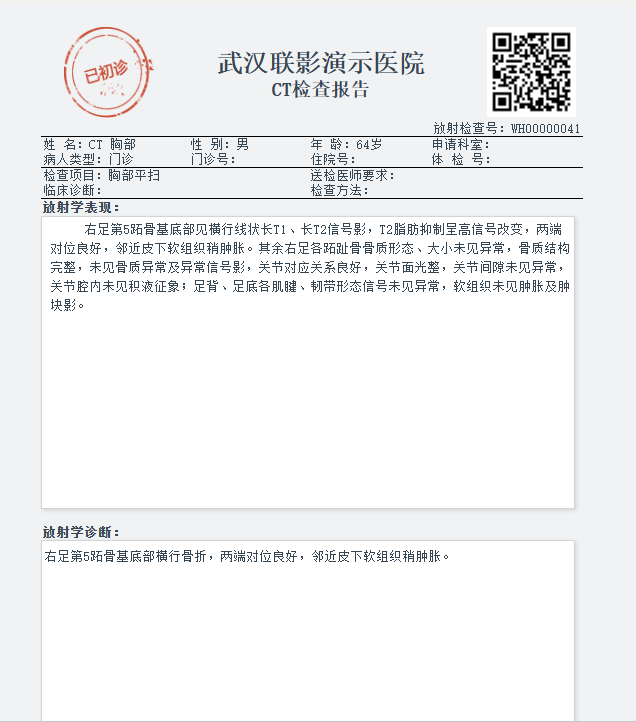 已初诊
武汉联影演示医院
CT检查报告
放射检查号：WH00000041
姓 名：CT 胸部 性 别：男 年 龄：64岁 申请科室：
病人类型：门诊 门诊号： 住院号： 体 检 号：
检查项目：胸部平扫 送检医师要求：
临床诊断： 检查方法：
放射学表现：
右足第5跖骨基底部见横行线状长T1、长T2信号影，T2脂肪抑制呈高信号改变，两端
对位良好，邻近皮下软组织稍肿胀。其余右足各跖趾骨骨质形态、大小未见异常，骨质结构
完整，未见骨质异常及异常信号影，关节对应关系良好，关节面光整，关节间隙未见异常，
关节腔内未见积液征象；足背、足底各肌腱、韧带形态信号未见异常，软组织未见肿胀及肿
块影。
放射学诊断：
右足第5跖骨基底部横行骨折，两端对位良好，邻近皮下软组织稍肿胀。